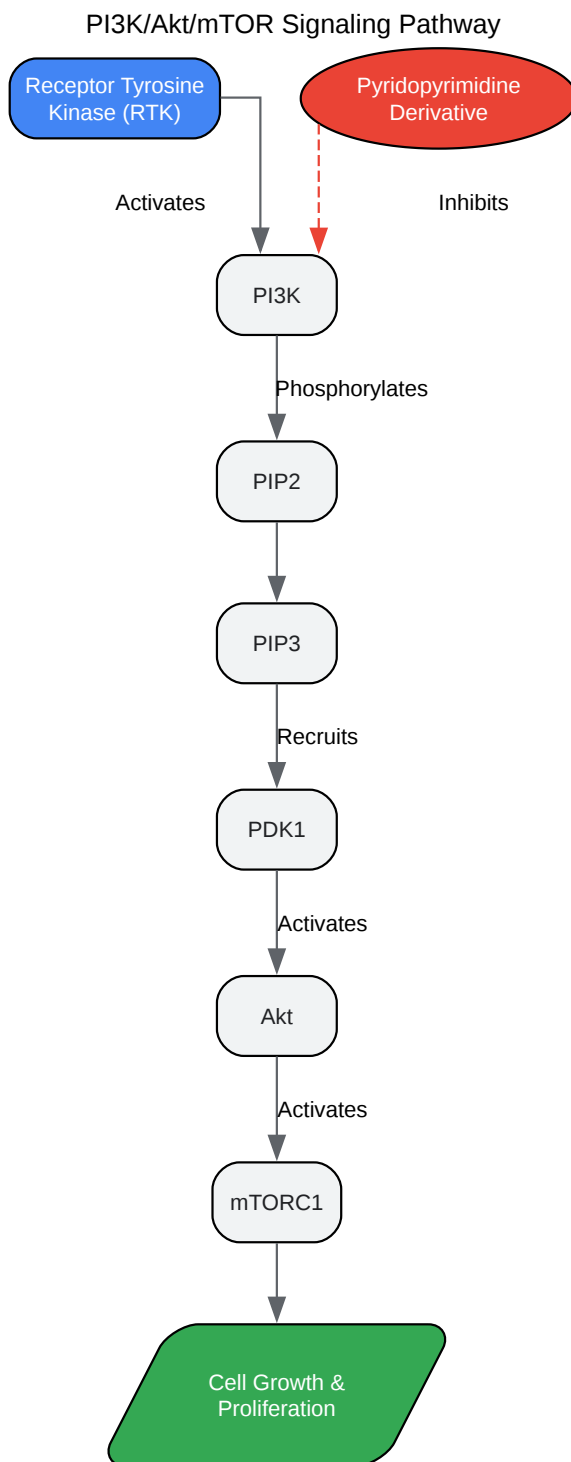 PI3K/Akt/mTOR Signaling Pathway
Receptor Tyrosine
Kinase (RTK)
Pyridopyrimidine
Derivative
Activates
Inhibits
PI3K
Phosphorylates
PIP2
PIP3
Recruits
PDK1
Activates
Akt
Activates
mTORC1
Cell Growth &
Proliferation